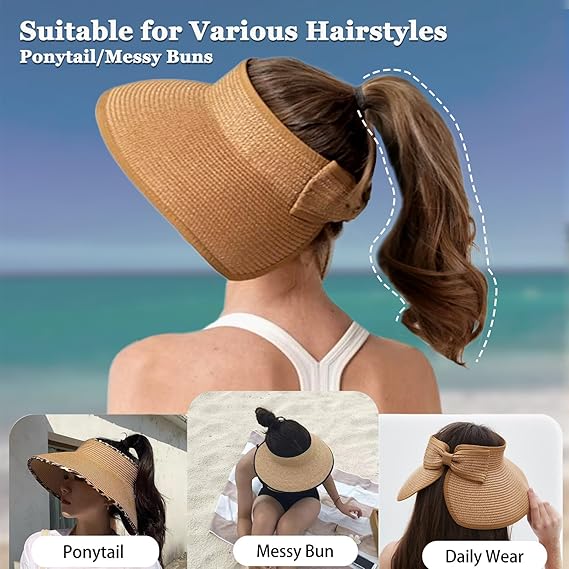 Suitable for Various Hairstyles
Ponytail/Messy Buns
Ponytail
Messy Bun
Daily Wear